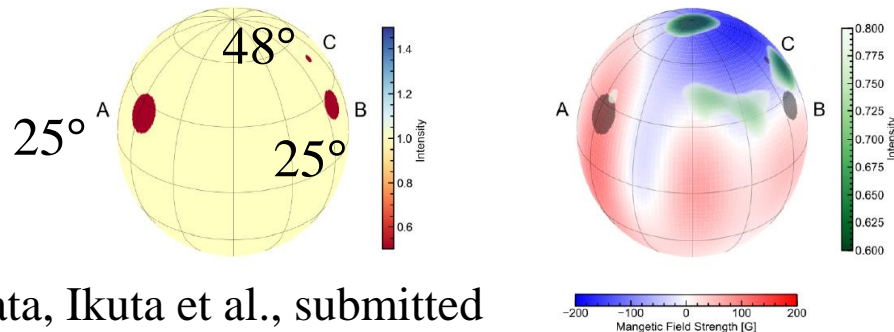 48°
C
A
B
25°
25°
1.4
1.2
1.0
0.8
0.6
Intensity
C
A
B
0.800
0.775
0.750
0.725
0.700
0.675
0.650
0.625
0.600
Intensity
-200 -100 0 100 200
Mangetic Field Strength [G]
ata, Ikuta et al., submitted